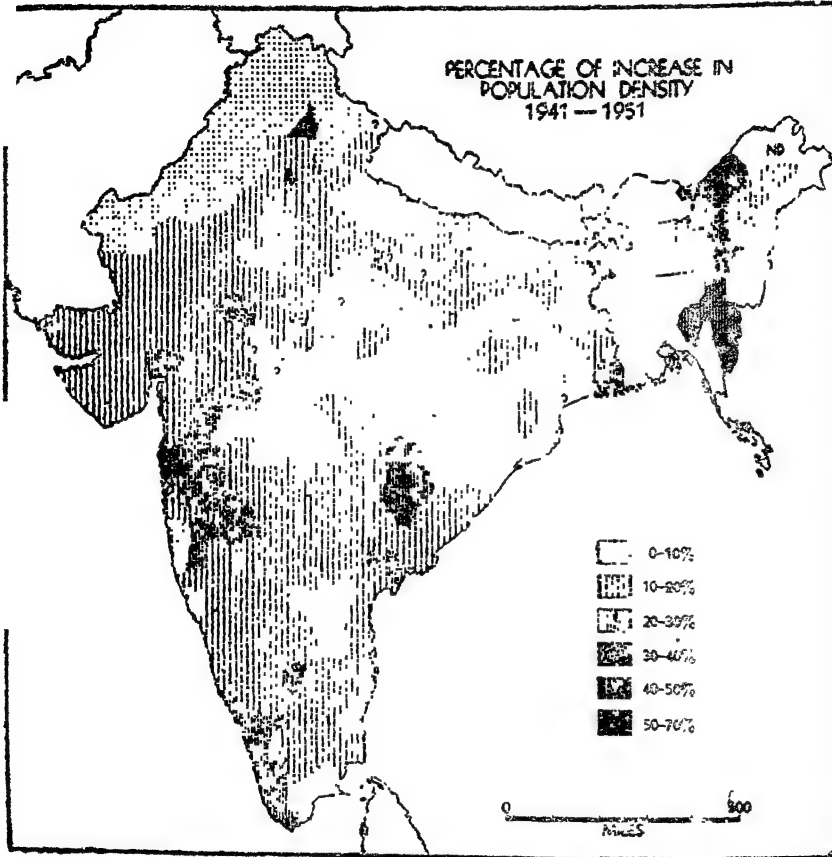 PERCENTAGE OF INCREASE IN
POPULATION DENSITY
1941 — 1951
ND
?
?
?
?
?
?
0-10%
10-20%
20-30%
30-40%
40-50%
50-70%
0
MILES